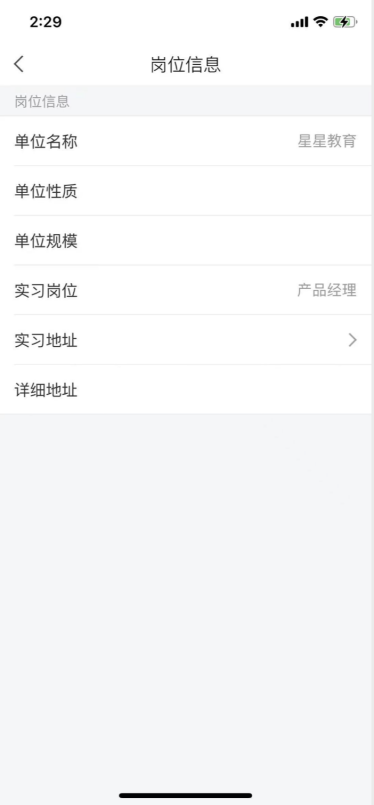 2:29
岗位信息
岗位信息
单位名称 星星教育
单位性质
单位规模
实习岗位 产品经理
实习地址
详细地址